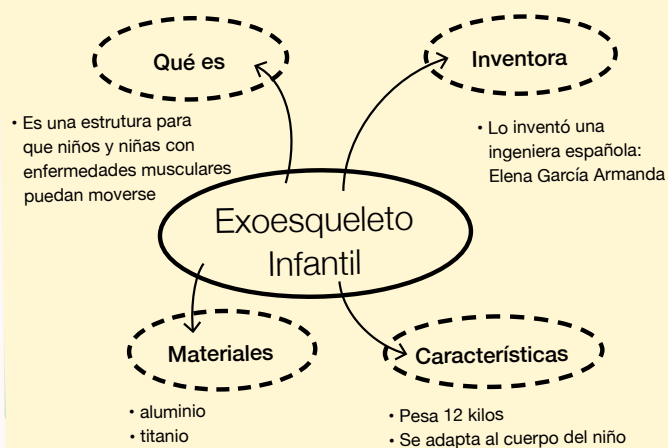 Qué es
• Es una estrutura para
que niños y niñas con
enfermedades musculares
puedan moverse
Inventora
• Lo inventó una
ingeniera española:
Elena García Armanda
Exoesqueleto
Infantil
Materiales
• aluminio
• titanio
Características
• Pesa 12 kilos
• Se adapta al cuerpo del niño